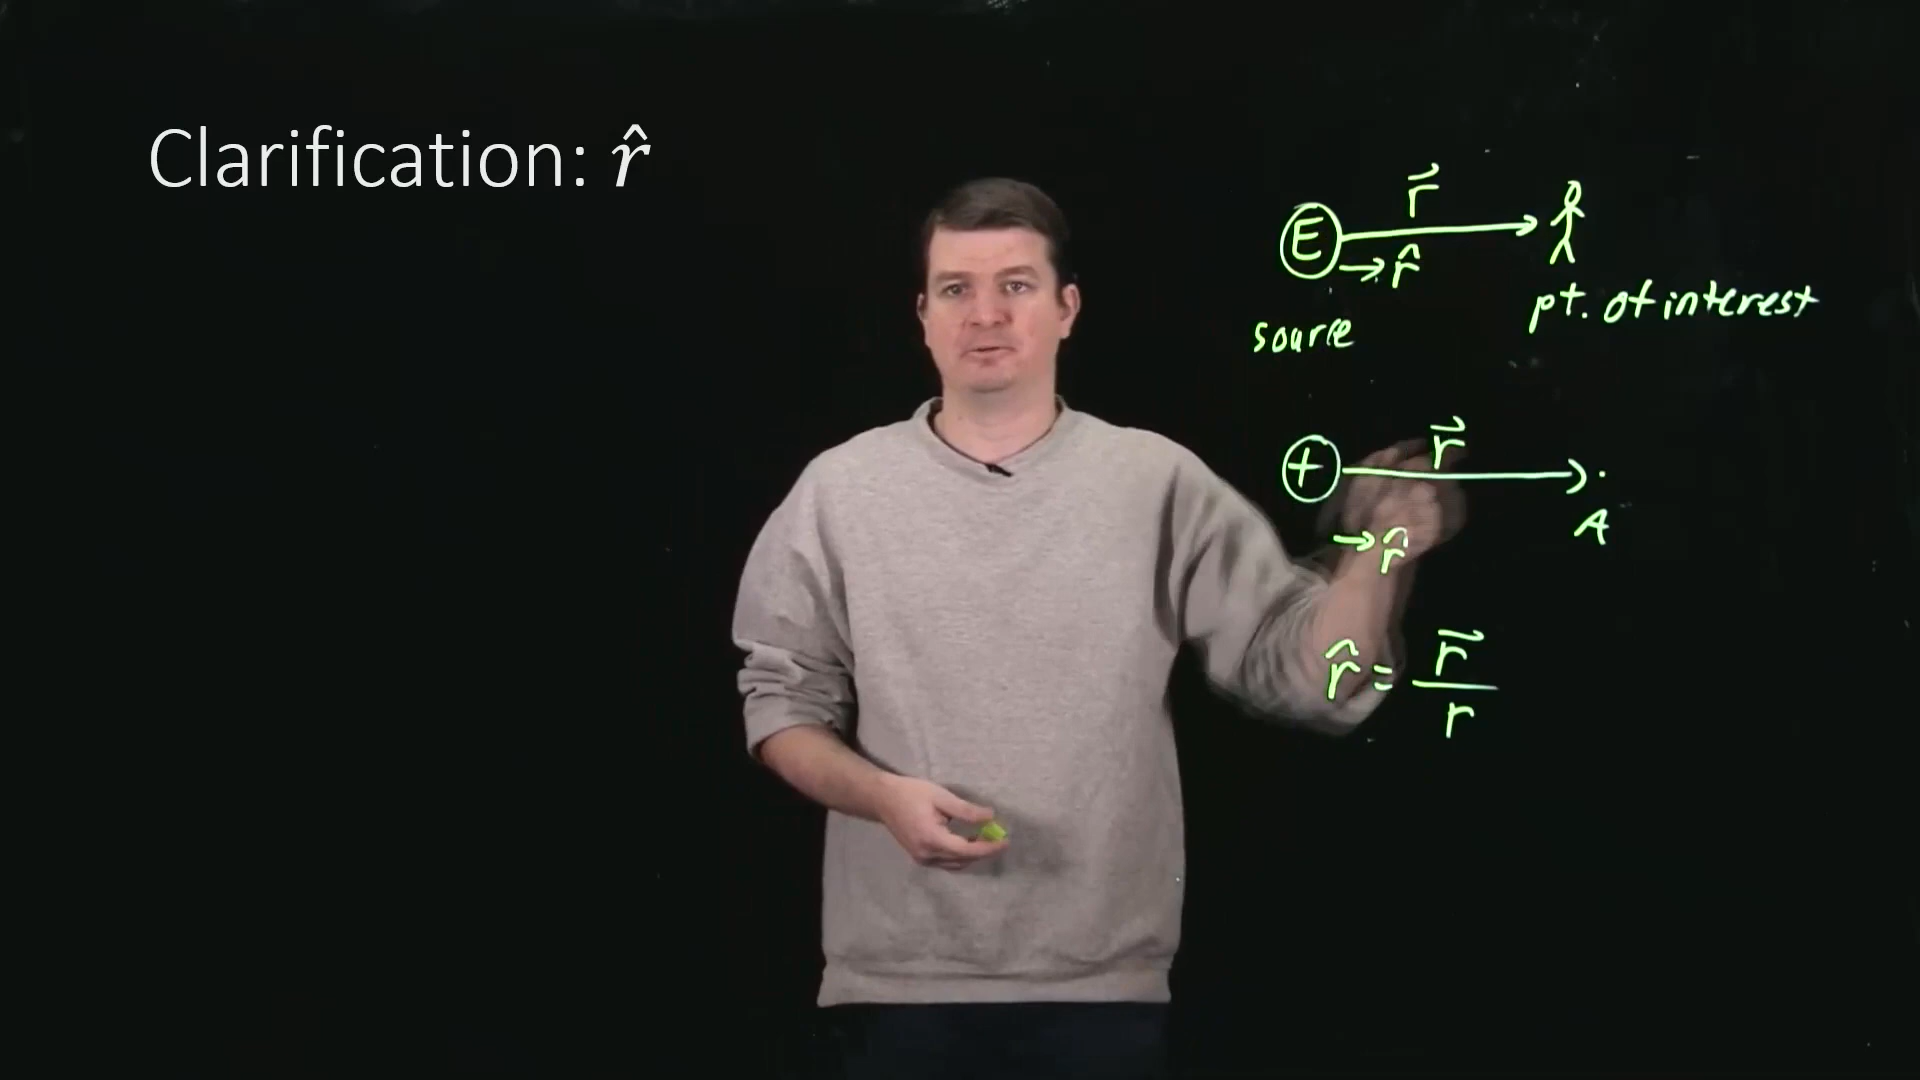 Clarification: r̂
r⃗
E
r̂
source
pt. of interest
r⃗
+
A
r̂
r̂ = r⃗ / r